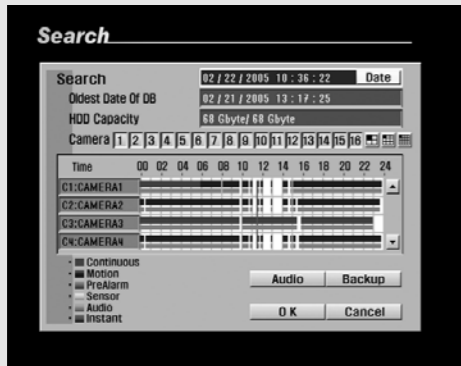 Search
Search 02 / 22 / 2005 10 : 36 : 22 Date
Oldest Date Of DB 02 / 21 / 2005 13 : 17 : 25
HDD Capacity 68 Gbyte/ 68 Gbyte
Camera 1 2 3 4 5 6 7 8 9 10 11 12 13 14 15 16
Time 00 02 04 06 08 10 12 14 16 18 20 22 24
C1:CAMERA1
C2:CAMERA2
C3:CAMERA3
C4:CAMERA4
Continuous
Motion
PreAlarm
Sensor
Audio
Instant
Audio Backup
OK Cancel